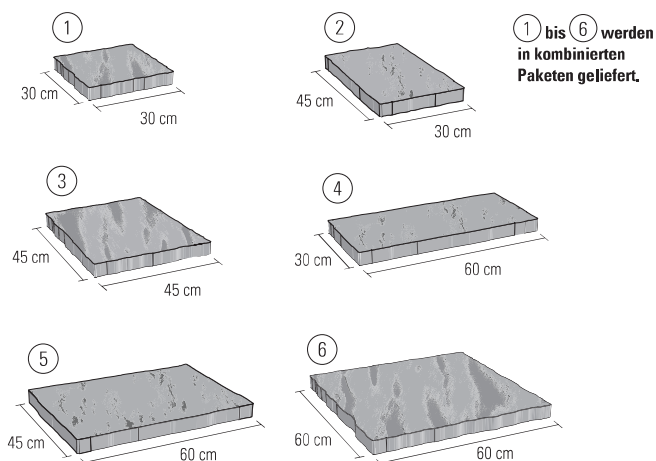 1
30 cm
30 cm
2
45 cm
30 cm
1 bis 6 werden
in kombinierten
Paketen geliefert.
3
45 cm
45 cm
4
30 cm
60 cm
5
45 cm
60 cm
6
60 cm
60 cm